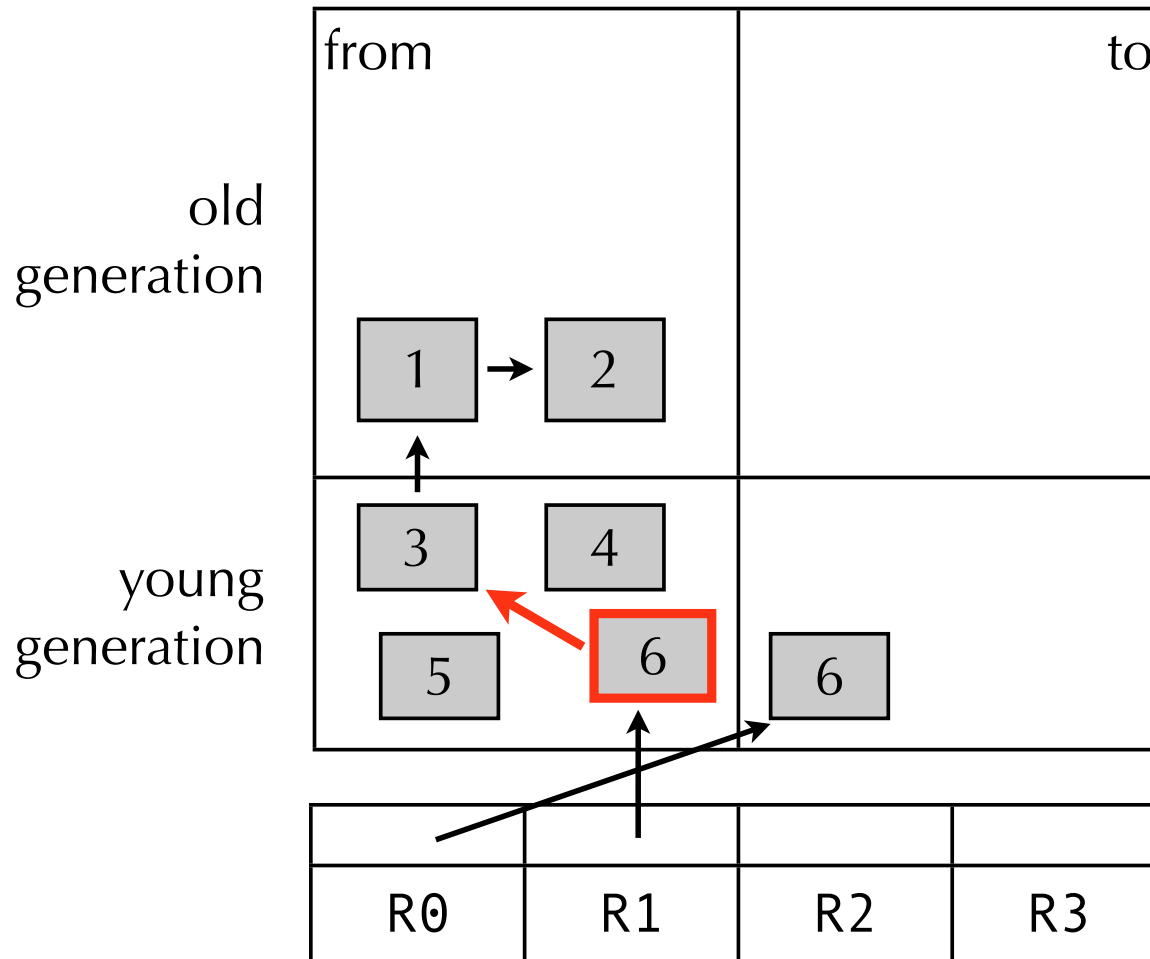 from
to
old
generation
1
2
young
generation
3
4
5
6
6
R0
R1
R2
R3